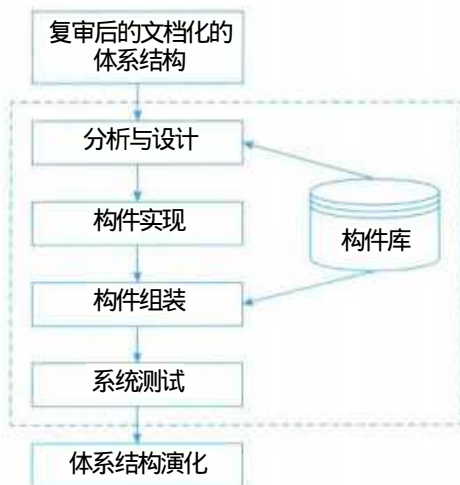 复审后的文档化的
体系结构
分析与设计
构件实现
构件库
构件组装
系统测试
体系结构演化